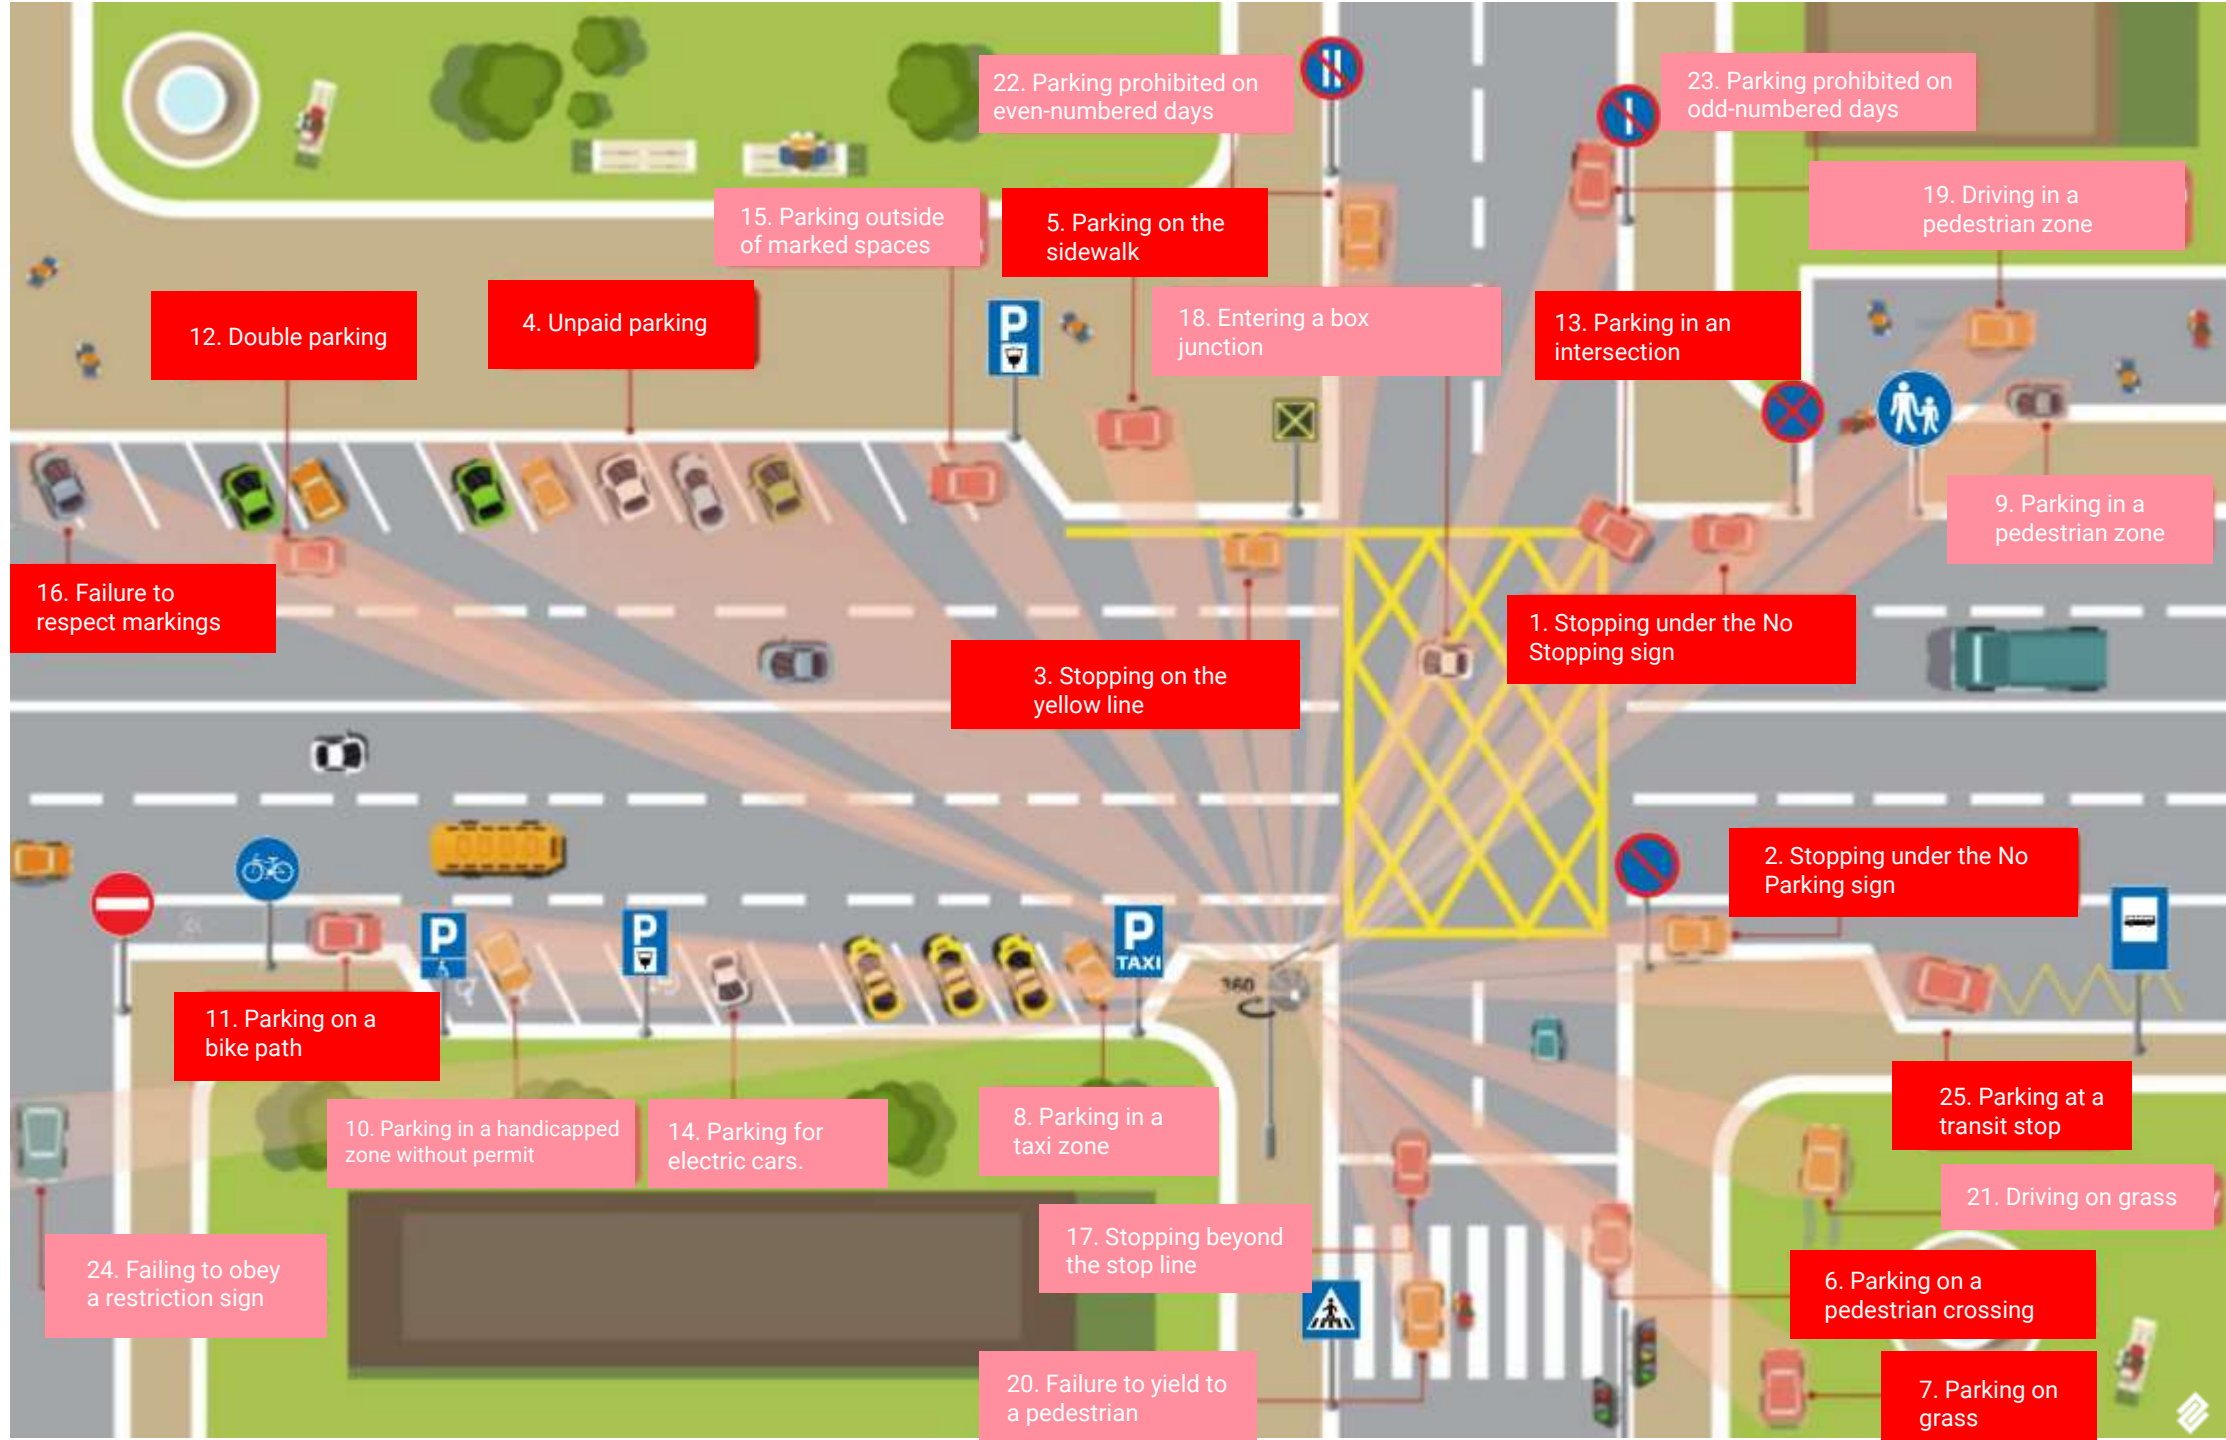 22. Parking prohibited on
even-numbered days
23. Parking prohibited on
odd-numbered days
15. Parking outside
of marked spaces
5. Parking on the
sidewalk
19. Driving in a
pedestrian zone
12. Double parking
4. Unpaid parking
P
18. Entering a box
junction
13. Parking in an
intersection
9. Parking in a
pedestrian zone
16. Failure to
respect markings
3. Stopping on the
yellow line
1. Stopping under the No
Stopping sign
2. Stopping under the No
Parking sign
P
P
P
TAXI
360
11. Parking on a
bike path
10. Parking in a handicapped
zone without permit
14. Parking for
electric cars.
8. Parking in a
taxi zone
25. Parking at a
transit stop
21. Driving on grass
17. Stopping beyond
the stop line
24. Failing to obey
a restriction sign
6. Parking on a
pedestrian crossing
20. Failure to yield to
a pedestrian
7. Parking on
grass